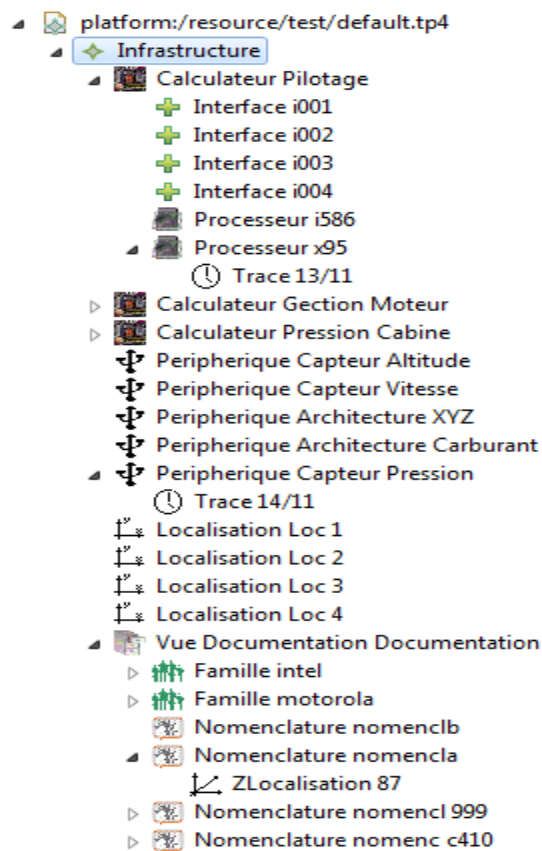 platform:/resource/test/default.tp4
Infrastructure
Calculateur Pilotage
Interface i001
Interface i002
Interface i003
Interface i004
Processeur i586
Processeur x95
Trace 13/11
Calculateur Gection Moteur
Calculateur Pression Cabine
Peripherique Capteur Altitude
Peripherique Capteur Vitesse
Peripherique Architecture XYZ
Peripherique Architecture Carburant
Peripherique Capteur Pression
Trace 14/11
Localisation Loc 1
Localisation Loc 2
Localisation Loc 3
Localisation Loc 4
Vue Documentation Documentation
Famille intel
Famille motorola
Nomenclature nomenclb
Nomenclature nomencla
ZLocalisation 87
Nomenclature nomencl 999
Nomenclature nomenc c410